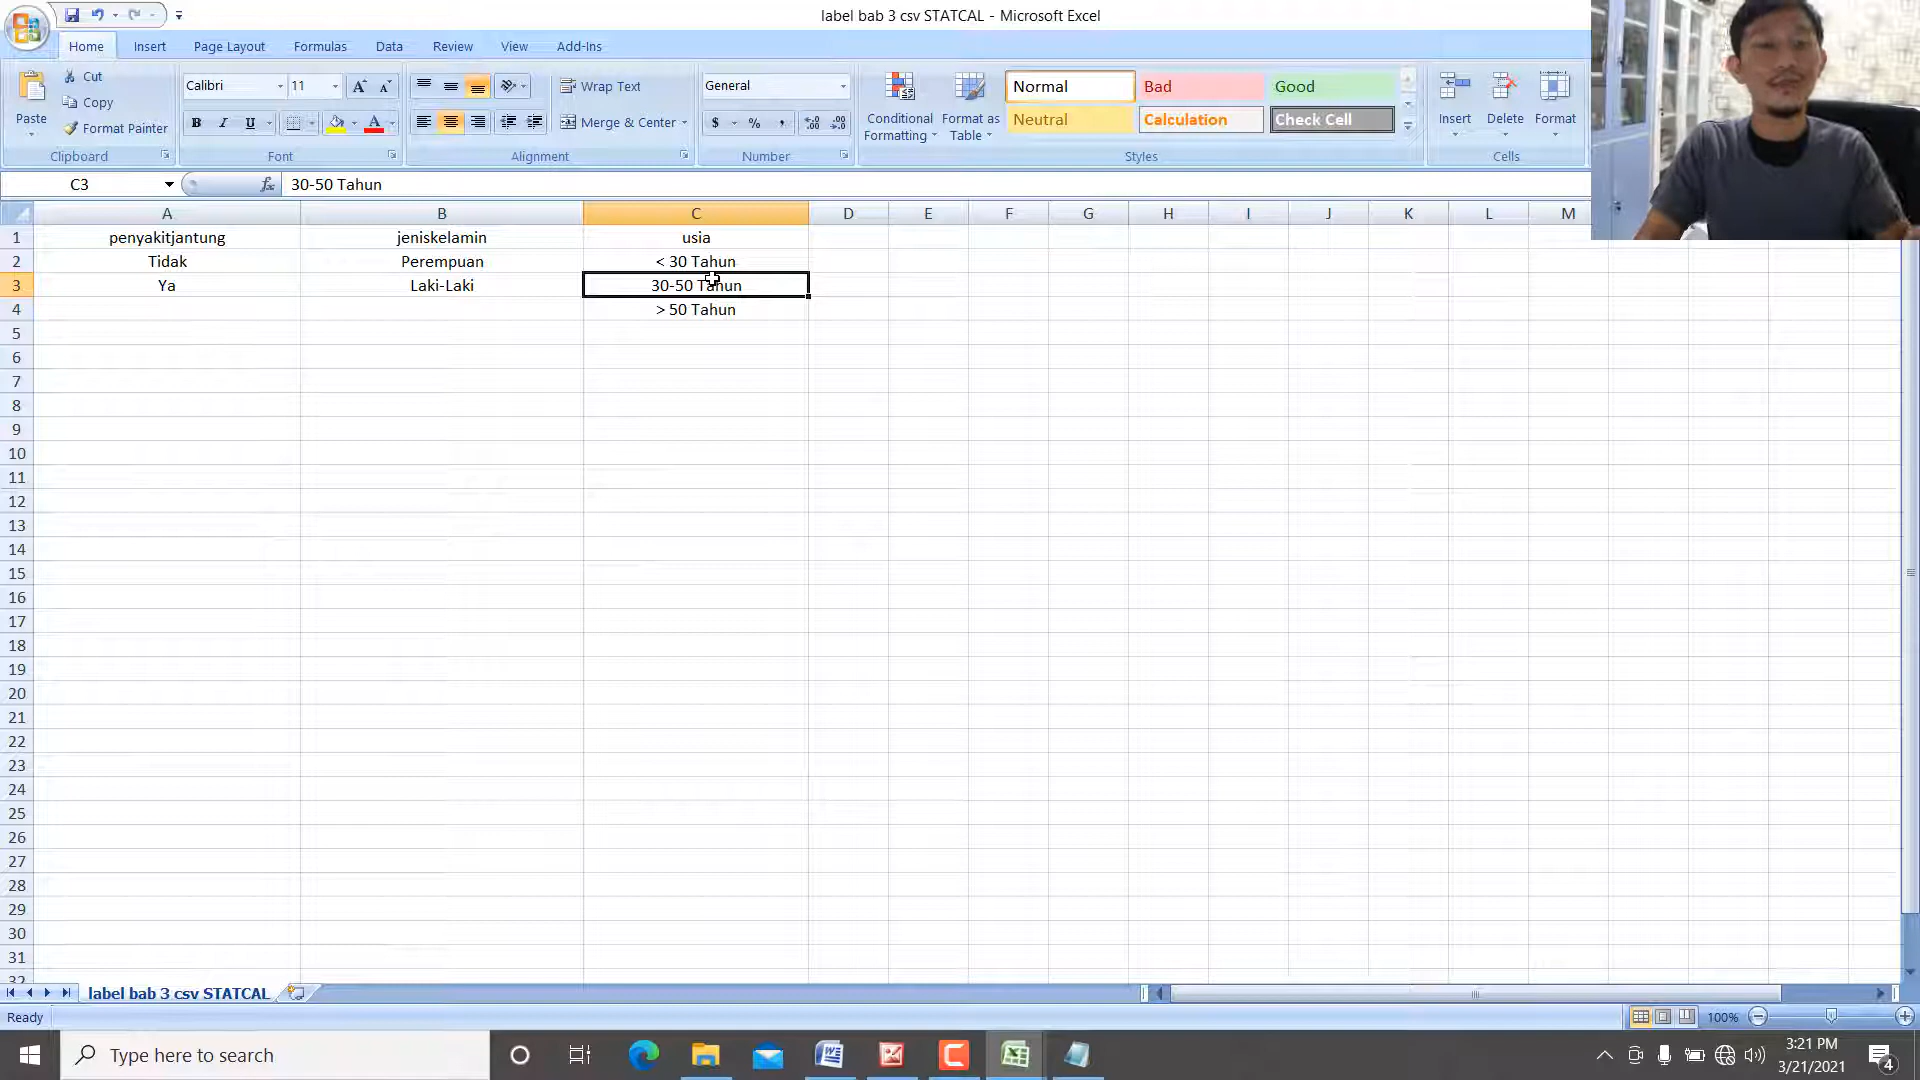 label bab 3 csv STATCAL - Microsoft Excel
Home Insert Page Layout Formulas Data Review View Add-Ins
Paste
Cut
Copy
Format Painter
Clipboard
Calibri 11
B I U
Font
Wrap Text
Merge & Center
Alignment
General
$ % ,
Number
Conditional Formatting
Format as Table
Normal Bad Good
Neutral Calculation Check Cell
Styles
Insert Delete Format
Cells
C3 fx 30-50 Tahun
A B C D E F G H I J K L M
1 penyakitjantung jeniskelamin usia
2 Tidak Perempuan < 30 Tahun
3 Ya Laki-Laki 30-50 Tahun
4 > 50 Tahun
5
6
7
8
9
10
11
12
13
14
15
16
17
18
19
20
21
22
23
24
25
26
27
28
29
30
31
32
label bab 3 csv STATCAL
Ready 100%
Type here to search
3:21 PM
3/21/2021
4